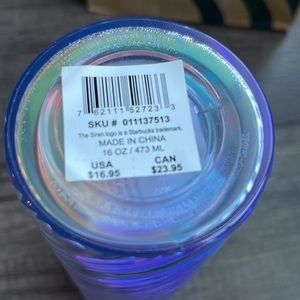 7 62111 52723 3
SKU # 011137513
The Siren logo is a Starbucks trademark.
MADE IN CHINA
16 OZ / 473 ML
USA CAN
$16.95 $23.95